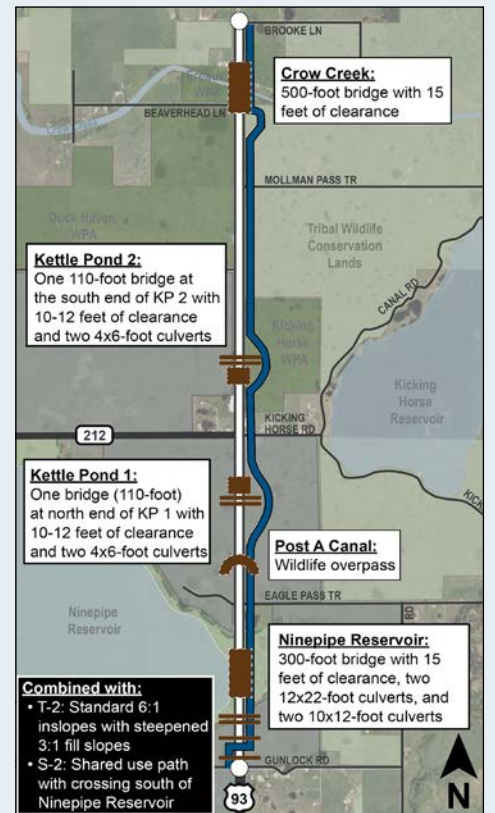 BROOKE LN
Crow Creek:
500-foot bridge with 15
feet of clearance
BEAVERHEAD LN
Crow Creek
MOLLMAN PASS TR
Duck Haven
WPA
Tribal Wildlife
Conservation
Lands
Kettle Pond 2:
One 110-foot bridge at
the south end of KP 2 with
10-12 feet of clearance
and two 4x6-foot culverts
CANAL RD
Kicking
Horse
WPA
Kicking
Horse
Reservoir
KICKING
HORSE RD
212
Kettle Pond 1:
One bridge (110-foot)
at north end of KP 1 with
10-12 feet of clearance
and two 4x6-foot culverts
Post A Canal:
Wildlife overpass
EAGLE PASS TR
Ninepipe
Reservoir
RD
Ninepipe Reservoir:
300-foot bridge with 15
feet of clearance, two
12x22-foot culverts, and
two 10x12-foot culverts
Combined with:
• T-2: Standard 6:1
inslopes with steepened
3:1 fill slopes
• S-2: Shared use path
with crossing south of
Ninepipe Reservoir
GUNLOCK RD
93
N